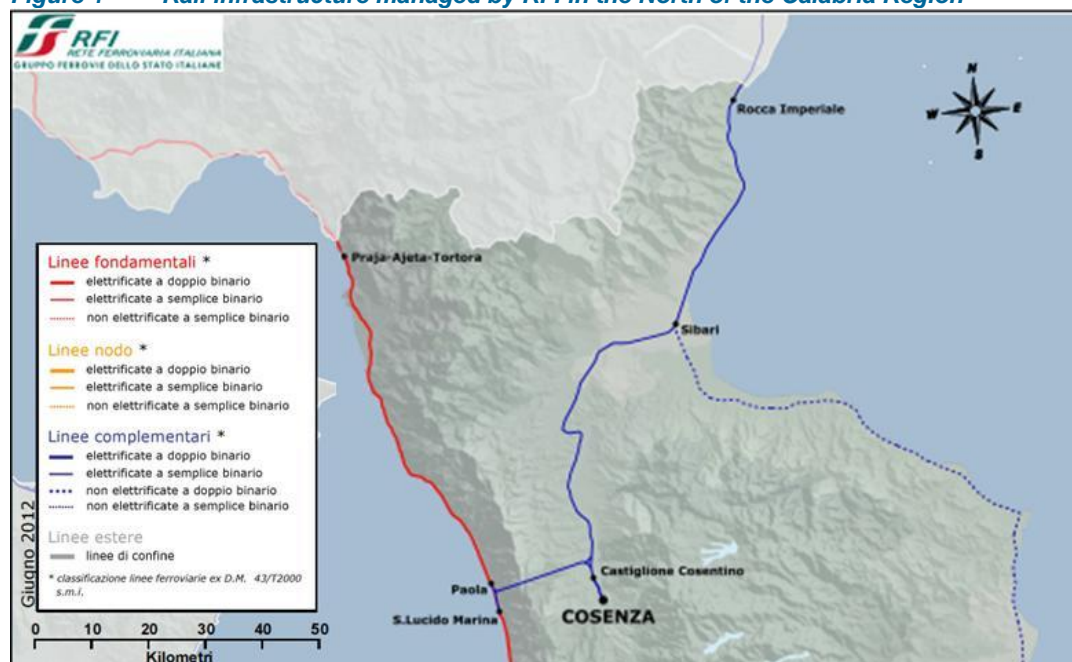 Rail infrastructure managed by RFI in the North of the Calabria Region
RFI
RETE FERROVIARIA ITALIANA
GRUPPO FERROVIE DELLO STATO ITALIANE
N
W
E
S
Rocca Imperiale
Praja-Ajeta-Tortora
Sibari
Linee fondamentali *
elettrificate a doppio binario
elettrificate a semplice binario
non elettrificate a semplice binario
Linee nodo *
elettrificate a doppio binario
elettrificate a semplice binario
non elettrificate a semplice binario
Linee complementari *
elettrificate a doppio binario
elettrificate a semplice binario
non elettrificate a doppio binario
non elettrificate a semplice binario
Linee estere
linee di confine
* classificazione linee ferroviarie ex D.M. 43/T2000
s.m.i.
Giugno 2012
Castiglione Cosentino
Paola
COSENZA
S.Lucido Marina
0 10 20 30 40 50
Kilometri